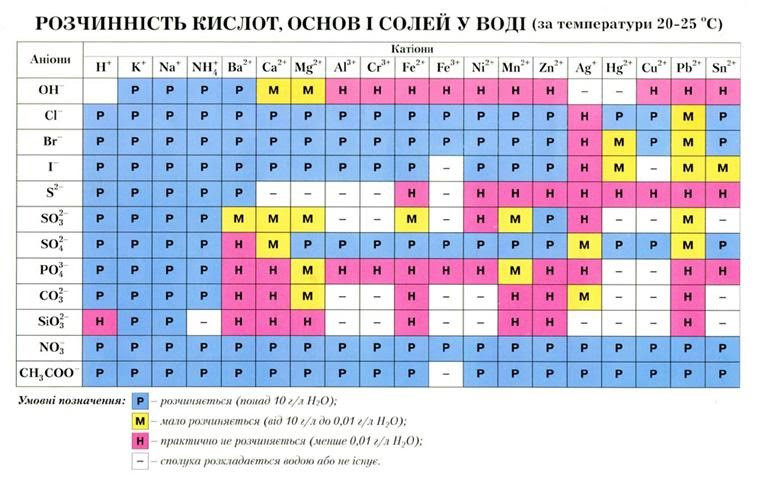 РОЗЧИННІСТЬ КИСЛОТ, ОСНОВ І СОЛЕЙ У ВОДІ (за температури 20–25 °С)
Аніони Катіони
H⁺ K⁺ Na⁺ NH₄⁺ Ba²⁺ Ca²⁺ Mg²⁺ Al³⁺ Cr³⁺ Fe²⁺ Fe³⁺ Ni²⁺ Mn²⁺ Zn²⁺ Ag⁺ Hg²⁺ Cu²⁺ Pb²⁺ Sn²⁺
OH⁻ Р Р Р Р М М Н Н Н Н Н Н Н – – Н Н Н
Cl⁻ Р Р Р Р Р Р Р Р Р Р Р Р Р Р Н Р Р М Р
Br⁻ Р Р Р Р Р Р Р Р Р Р Р Р Р Р Н М Р М Р
I⁻ Р Р Р Р Р Р Р Р Р Р – Р Р Р Н М – М М
S²⁻ Р Р Р Р Р – – – – Н – Н Н Н Н Н Н Н Н
SO₃²⁻ Р Р Р Р М М М – – М – Н М Р Н – – М –
SO₄²⁻ Р Р Р Р Н М Р Р Р Р Р Р Р Р М Р Р М Р
PO₄³⁻ Р Р Р Р Н Н М Н Н Н Н Н М Н Н – – Н Н
CO₃²⁻ Р Р Р Р Н Н М – – Н – – Н Н М – – Н –
SiO₃²⁻ Н Р Р – Н Н Н – – Н – – Н Н – – – Н –
NO₃⁻ Р Р Р Р Р Р Р Р Р Р Р Р Р Р Р Р Р Р Р
CH₃COO⁻ Р Р Р Р Р Р Р Р Р Р – Р Р Р Р Р Р Р Р
Умовні позначення: Р – розчиняється (понад 10 г/л H₂O);
М – мало розчиняється (від 10 г/л до 0,01 г/л H₂O);
Н – практично не розчиняється (менше 0,01 г/л H₂O);
– – сполука розкладається водою або не існує.